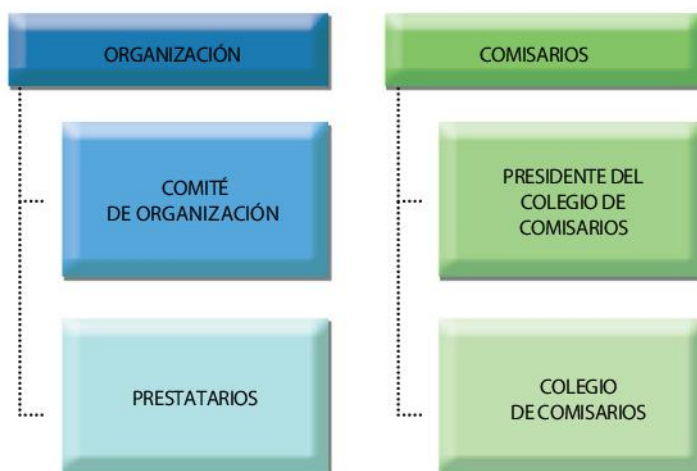 ORGANIZACIÓN
COMITÉ
DE ORGANIZACIÓN
PRESTATARIOS
COMISARIOS
PRESIDENTE DEL
COLEGIO DE
COMISARIOS
COLEGIO
DE COMISARIOS